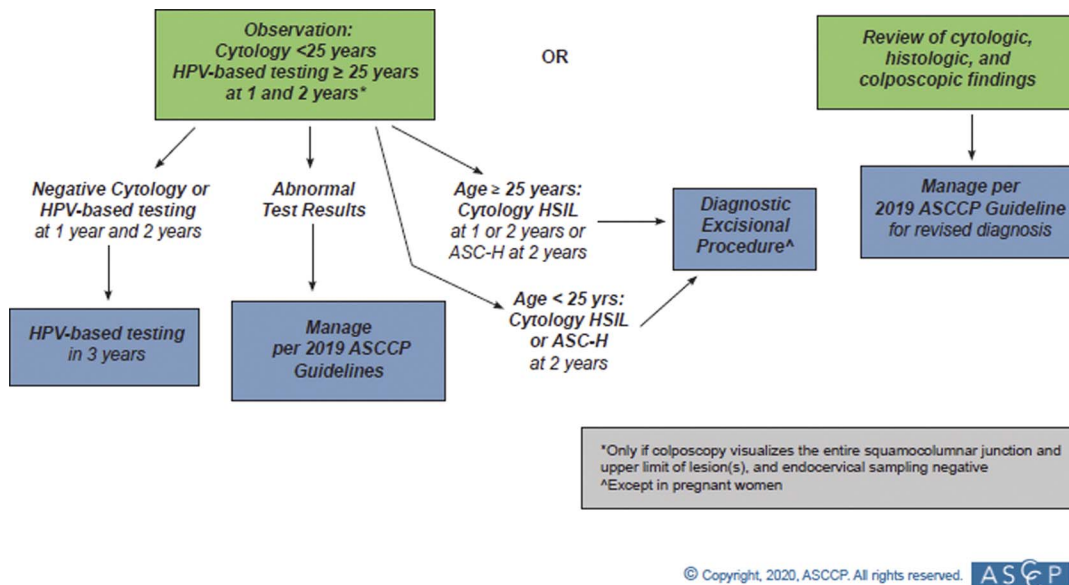 Observation:
Cytology <25 years
HPV-based testing ≥ 25 years
at 1 and 2 years*
OR
Review of cytologic,
histologic, and
colposcopic findings
Negative Cytology or
HPV-based testing
at 1 year and 2 years
Abnormal
Test Results
Age ≥ 25 years:
Cytology HSIL
at 1 or 2 years or
ASC-H at 2 years
Diagnostic
Excisional
Procedure^
Manage per
2019 ASCCP Guideline
for revised diagnosis
Age < 25 yrs:
Cytology HSIL
or ASC-H
at 2 years
HPV-based testing
in 3 years
Manage
per 2019 ASCCP
Guidelines
*Only if colposcopy visualizes the entire squamocolumnar junction and
upper limit of lesion(s), and endocervical sampling negative
^Except in pregnant women
© Copyright, 2020, ASCCP. All rights reserved.
ASCCP